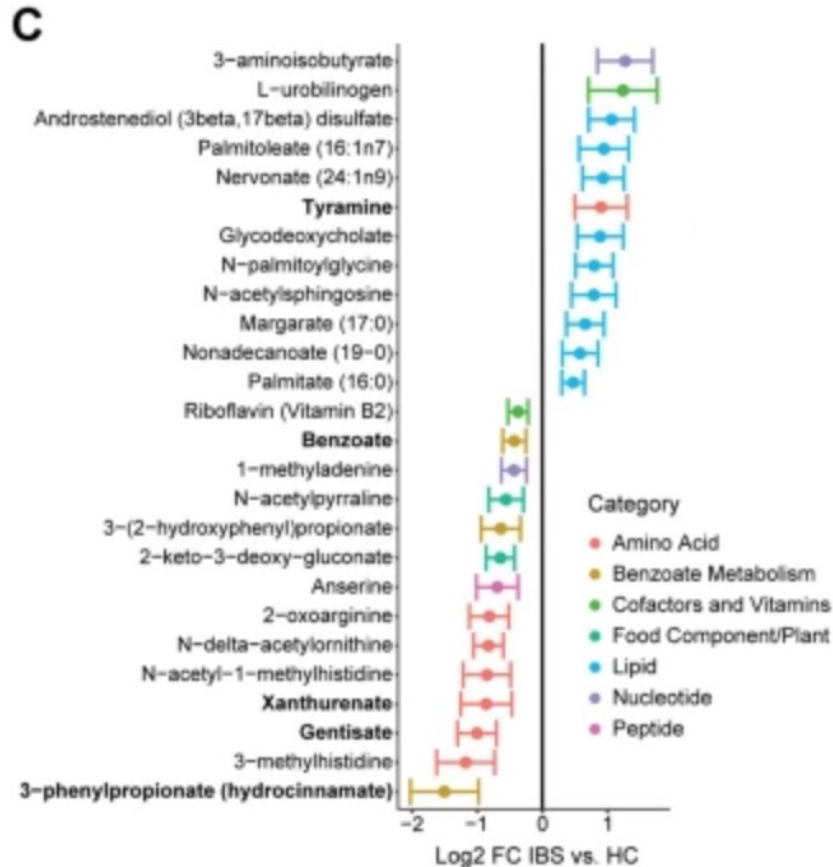 C
3-aminoisobutyrate
L-urobilinogen
Androstenediol (3beta,17beta) disulfate
Palmitoleate (16:1n7)
Nervonate (24:1n9)
Tyramine
Glycodeoxycholate
N-palmitoylglycine
N-acetylsphingosine
Margarate (17:0)
Nonadecanoate (19-0)
Palmitate (16:0)
Riboflavin (Vitamin B2)
Benzoate
1-methyladenine
N-acetylpyrraline
3-(2-hydroxyphenyl)propionate
2-keto-3-deoxy-gluconate
Anserine
2-oxoarginine
N-delta-acetylornithine
N-acetyl-1-methylhistidine
Xanthurenate
Gentisate
3-methylhistidine
3-phenylpropionate (hydrocinnamate)
Category
Amino Acid
Benzoate Metabolism
Cofactors and Vitamins
Food Component/Plant
Lipid
Nucleotide
Peptide
-2 -1 0 1
Log2 FC IBS vs. HC